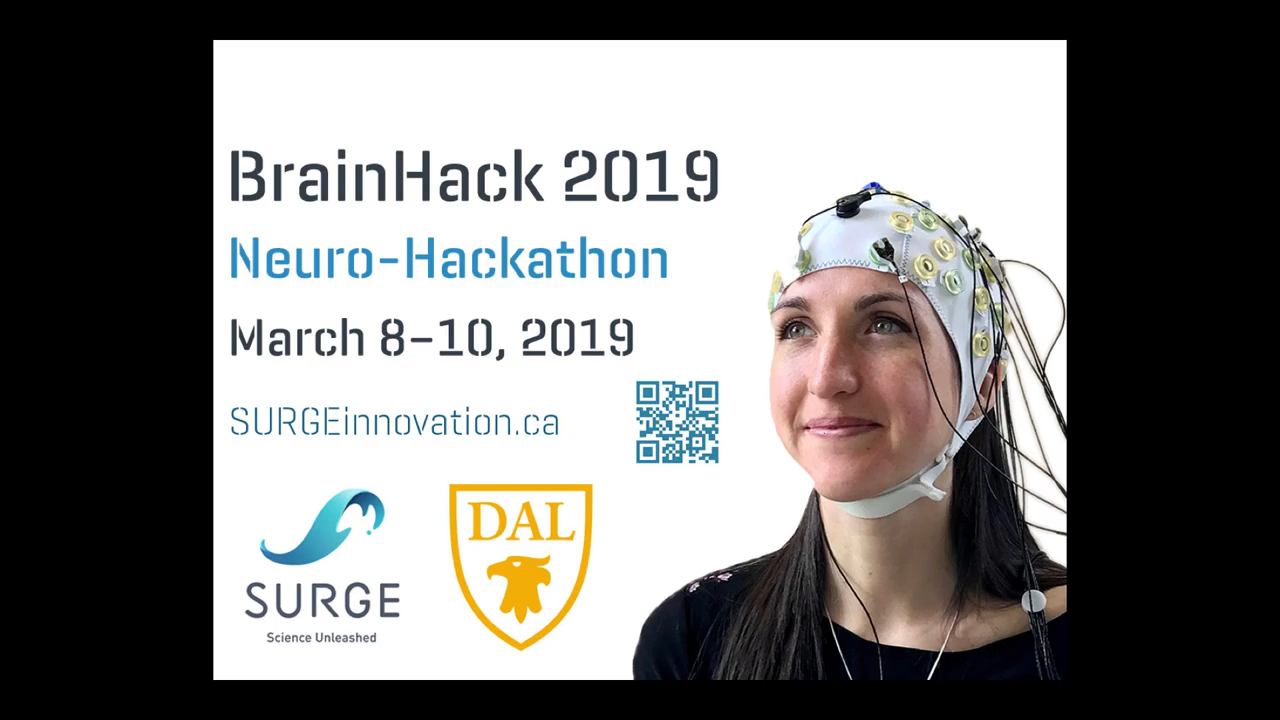 BrainHack 2019
Neuro-Hackathon
March 8–10, 2019
SURGEinnovation.ca
DAL
SURGE
Science Unleashed